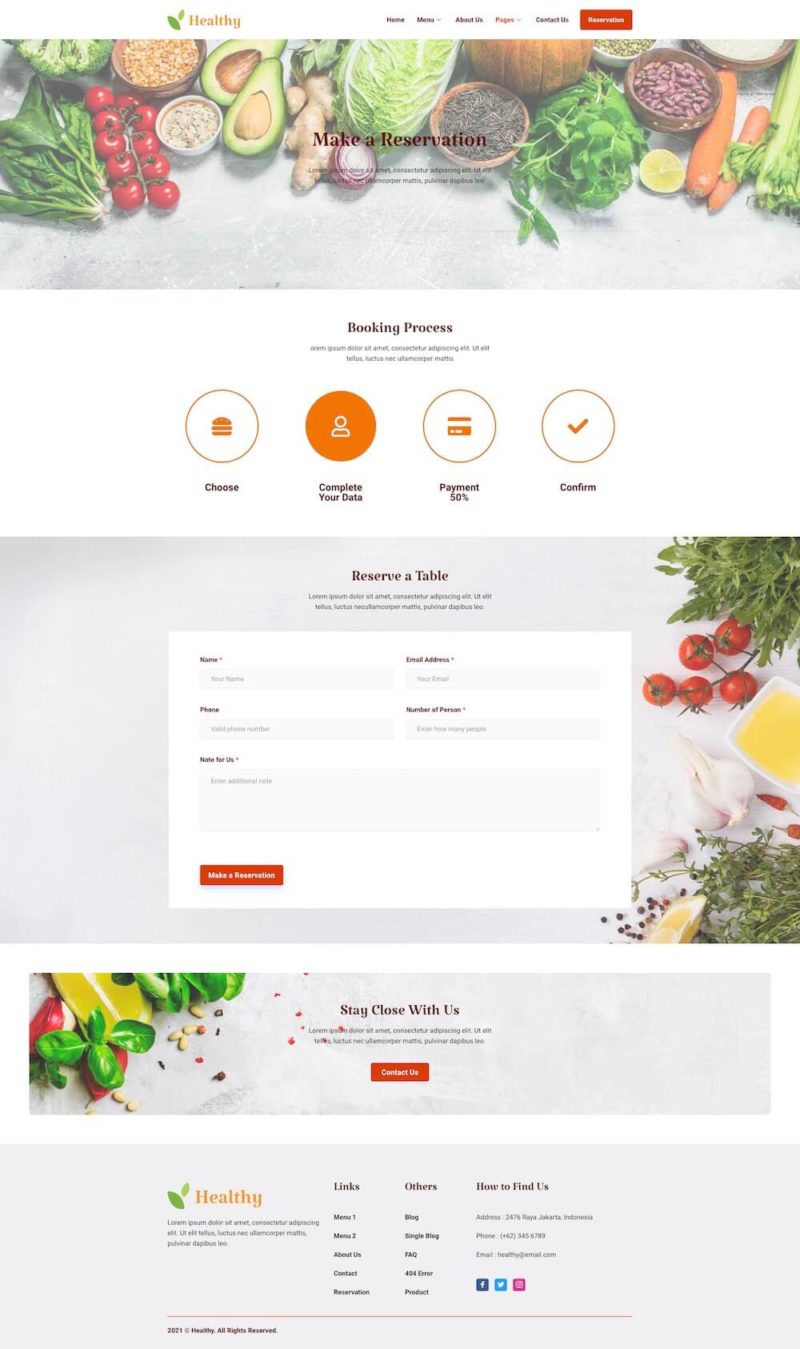 Healthy
Home Menu About Us Pages Contact Us Reservation
Make a Reservation
Lorem ipsum dolor sit amet, consectetur adipiscing elit. Ut elit
tellus, luctus nec ullamcorper mattis, pulvinar dapibus leo.
Booking Process
orem ipsum dolor sit amet, consectetur adipiscing elit. Ut elit
tellus, luctus nec ullamcorper mattis
Choose
Complete
Your Data
Payment
50%
Confirm
Reserve a Table
Lorem ipsum dolor sit amet, consectetur adipiscing elit. Ut elit
tellus, luctus necullamcorper mattis, pulvinar dapibus leo.
Name *
Your Name
Email Address *
Your Email
Phone
Valid phone number
Number of Person *
Enter how many people
Note for Us *
Enter additional note
Make a Reservation
Stay Close With Us
Lorem ipsum dolor sit amet, consectetur adipiscing elit. Ut elit
tellus, luctus nec ullamcorper mattis, pulvinar dapibus leo.
Contact Us
Healthy
Lorem ipsum dolor sit amet, consectetur adipiscing
elit. Ut elit tellus, luctus nec ullamcorper mattis,
pulvinar dapibus leo.
Links
Menu 1
Menu 2
About Us
Contact
Reservation
Others
Blog
Single Blog
FAQ
404 Error
Product
How to Find Us
Address : 2476 Raya Jakarta, Indonesia
Phone : (+62) 345 6789
Email : healthy@email.com
2021 © Healthy. All Rights Reserved.